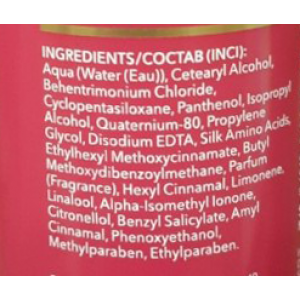 INGREDIENTS/COCTAB (INCI):
Aqua (Water (Eau)), Cetearyl Alcohol,
Behentrimonium Chloride,
Cyclopentasiloxane, Panthenol, Isopropyl
Alcohol, Quaternium-80, Propylene
Glycol, Disodium EDTA, Silk Amino Acids,
Ethylhexyl Methoxycinnamate, Butyl
Methoxydibenzoylmethane, Parfum
(Fragrance), Hexyl Cinnamal, Limonene,
Linalool, Alpha-Isomethyl Ionone,
Citronellol, Benzyl Salicylate, Amyl
Cinnamal, Phenoxyethanol,
Methylparaben, Ethylparaben.